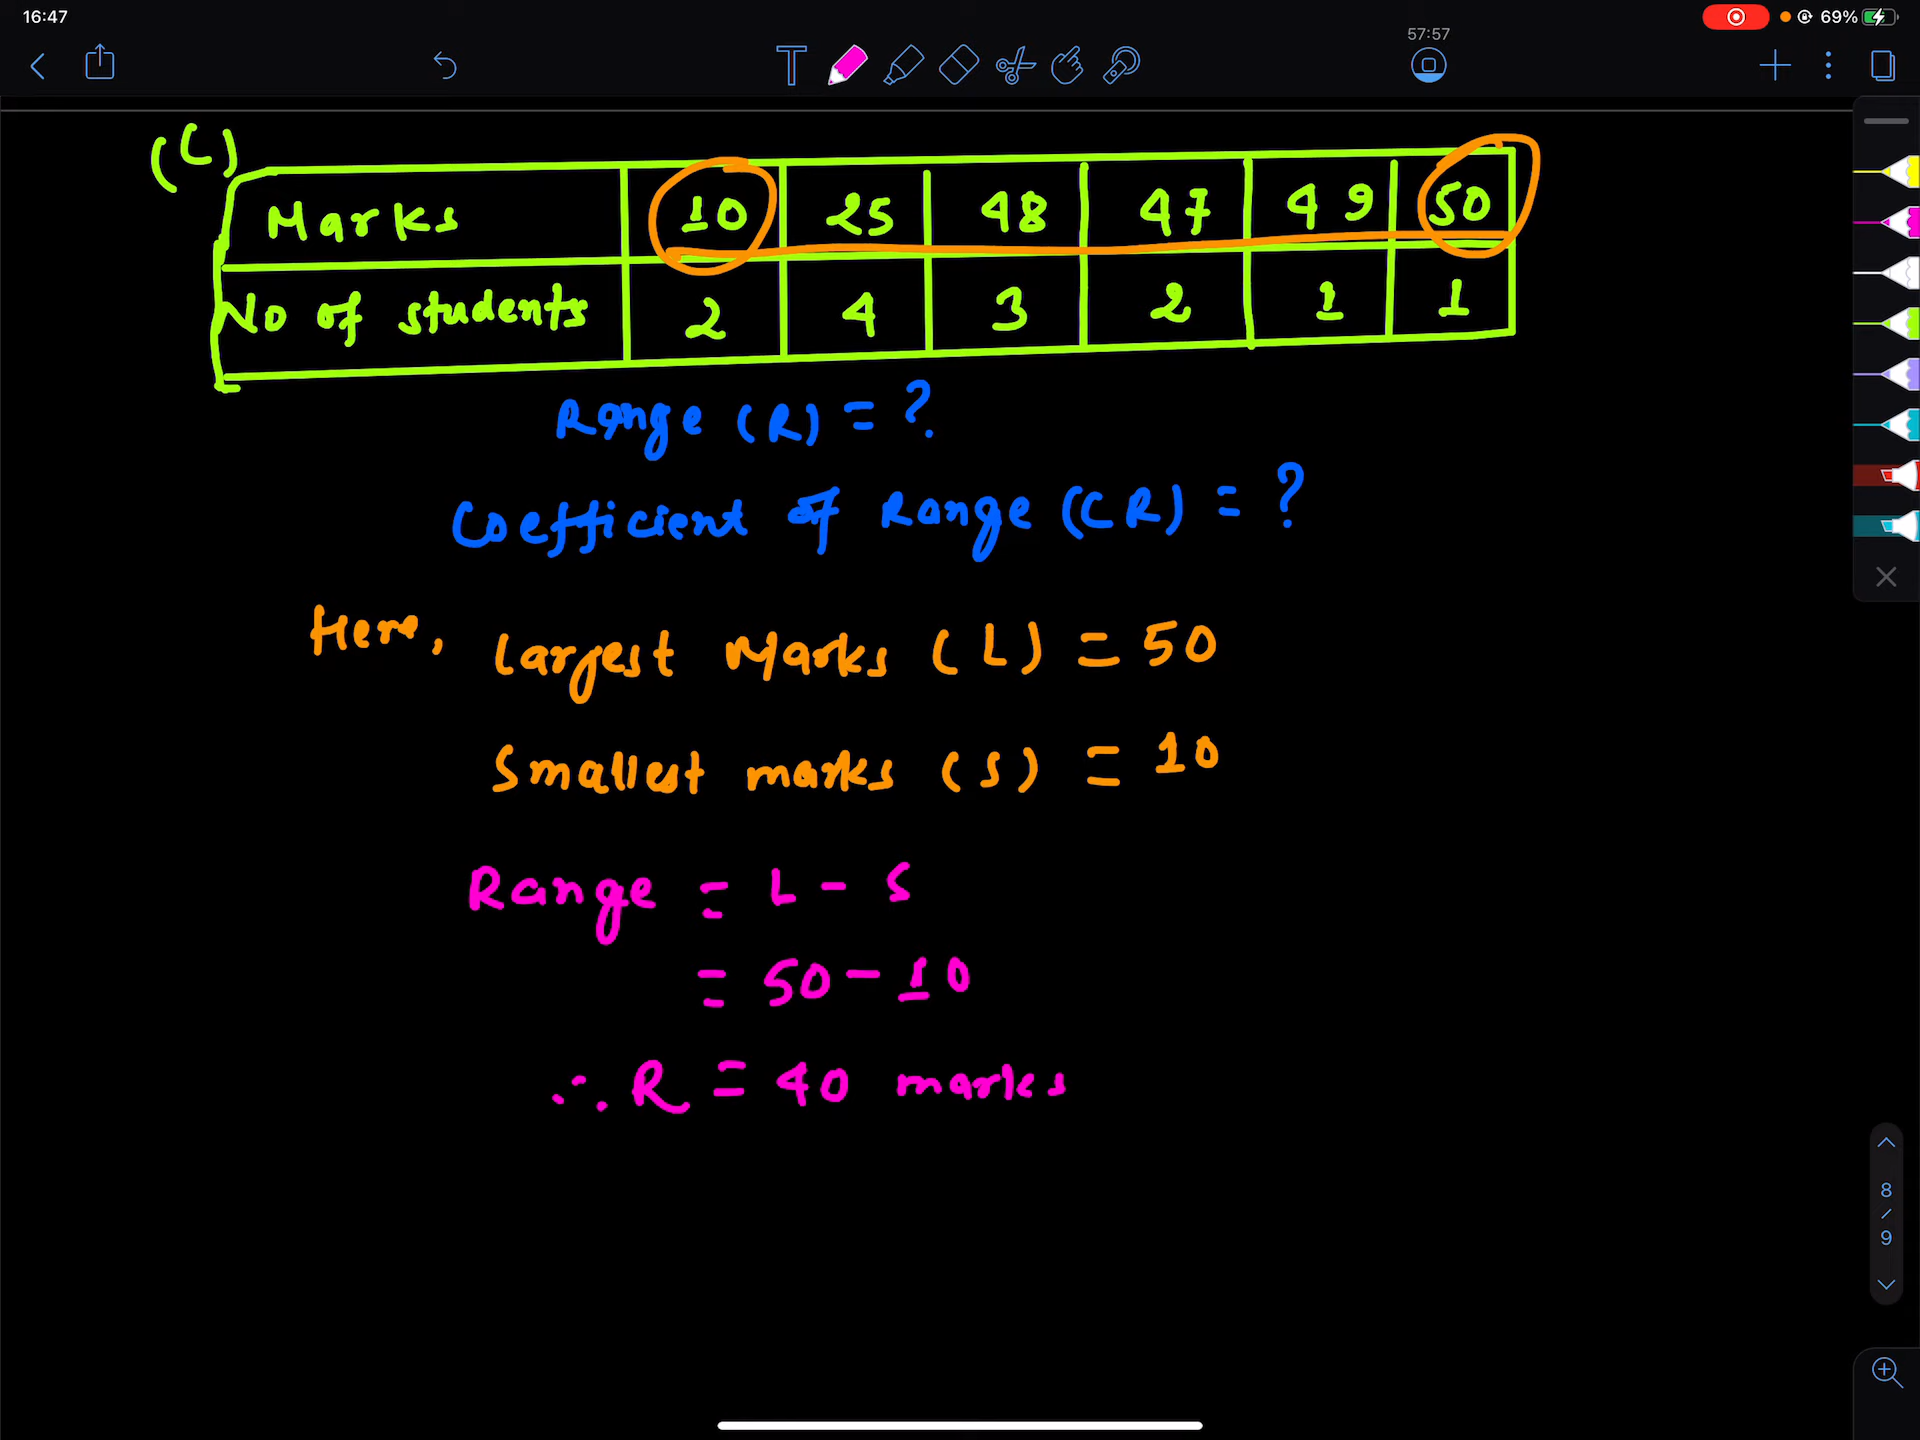 16:47
69%
57:57
(C)
Marks 10 25 48 47 49 50
No of students 2 4 3 2 1 1
Range (R) = ?
Coefficient of Range (CR) = ?
Here, Largest Marks (L) = 50
Smallest marks (S) = 10
Range = L - S
= 50 - 10
∴ R = 40 marks
8
/
9